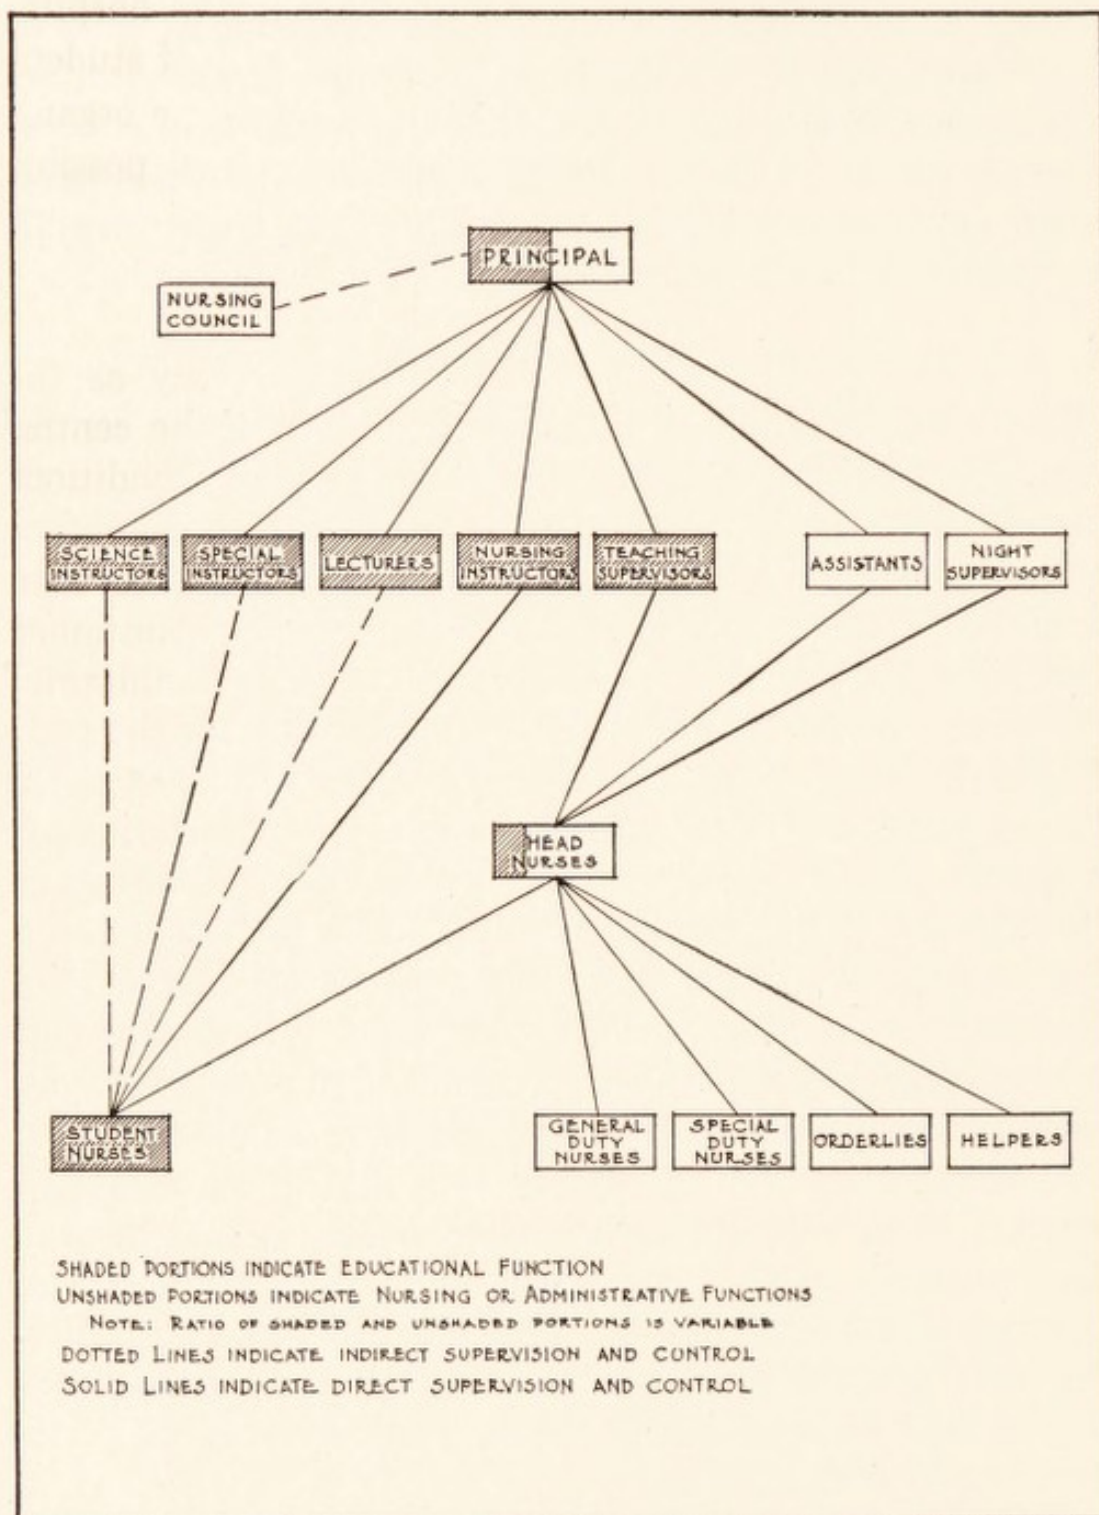 PRINCIPAL
NURSING
COUNCIL
SCIENCE
INSTRUCTORS
SPECIAL
INSTRUCTORS
LECTURERS
NURSING
INSTRUCTORS
TEACHING
SUPERVISORS
ASSISTANTS
NIGHT
SUPERVISORS
HEAD
NURSES
STUDENT
NURSES
GENERAL
DUTY
NURSES
SPECIAL
DUTY
NURSES
ORDERLIES
HELPERS
SHADED PORTIONS INDICATE EDUCATIONAL FUNCTION
UNSHADED PORTIONS INDICATE NURSING OR ADMINISTRATIVE FUNCTIONS
NOTE: RATIO OF SHADED AND UNSHADED PORTIONS IS VARIABLE
DOTTED LINES INDICATE INDIRECT SUPERVISION AND CONTROL
SOLID LINES INDICATE DIRECT SUPERVISION AND CONTROL